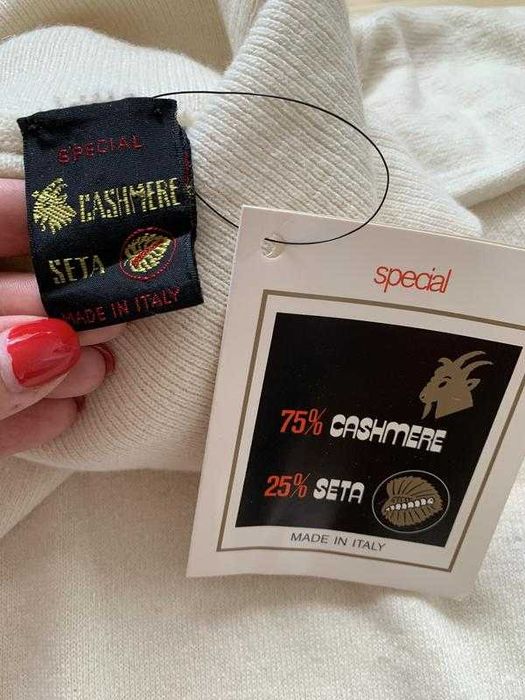 SPECIAL
CASHMERE
SETA
MADE IN ITALY
special
75% CASHMERE
25% SETA
MADE IN ITALY